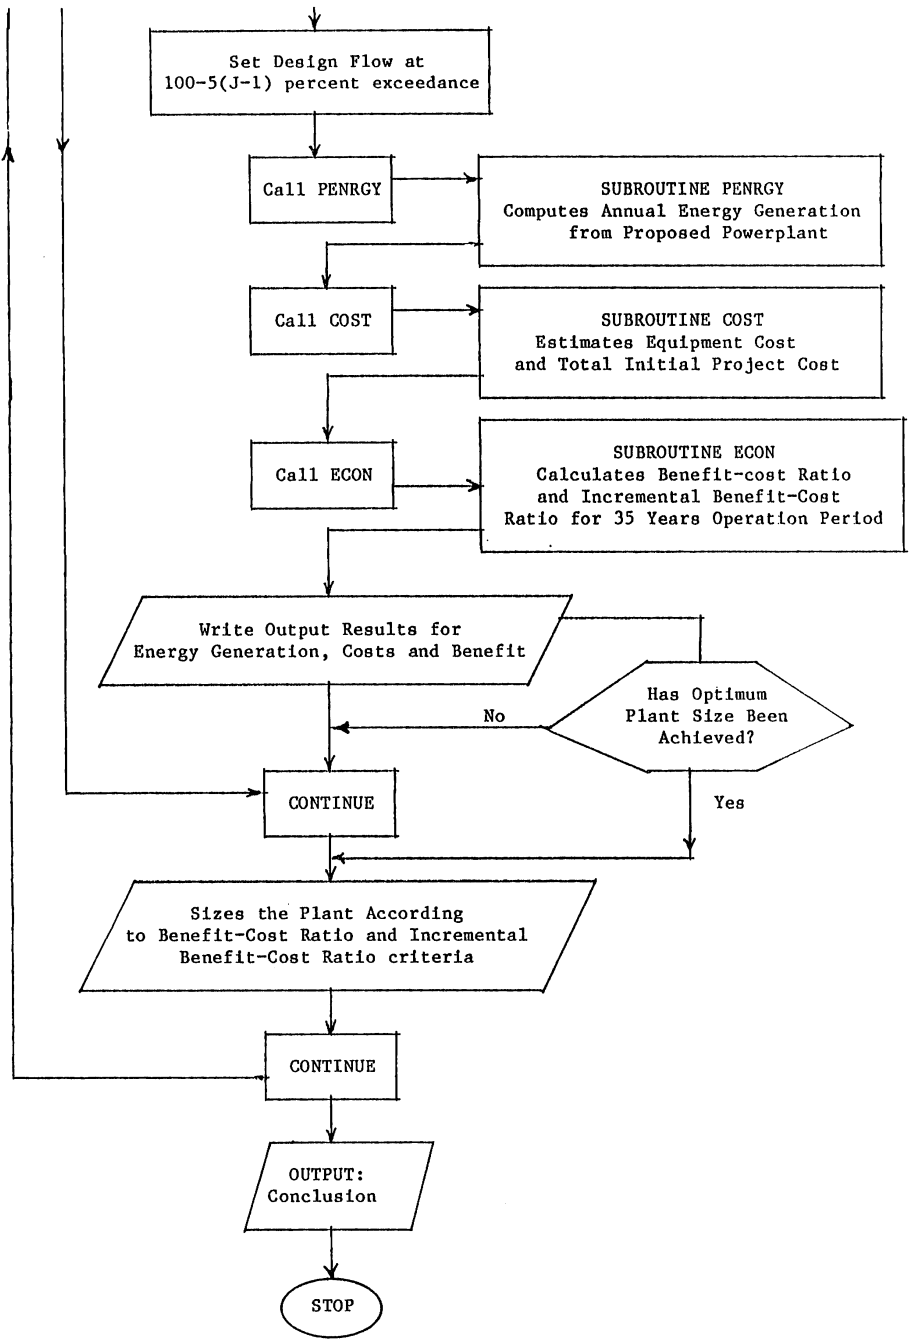 Set Design Flow at
100-5(J-1) percent exceedance
Call PENRGY
SUBROUTINE PENRGY
Computes Annual Energy Generation
from Proposed Powerplant
Call COST
SUBROUTINE COST
Estimates Equipment Cost
and Total Initial Project Cost
Call ECON
SUBROUTINE ECON
Calculates Benefit-cost Ratio
and Incremental Benefit-Cost
Ratio for 35 Years Operation Period
Write Output Results for
Energy Generation, Costs and Benefit
Has Optimum
Plant Size Been
Achieved?
No
Yes
CONTINUE
Sizes the Plant According
to Benefit-Cost Ratio and Incremental
Benefit-Cost Ratio criteria
CONTINUE
OUTPUT:
Conclusion
STOP